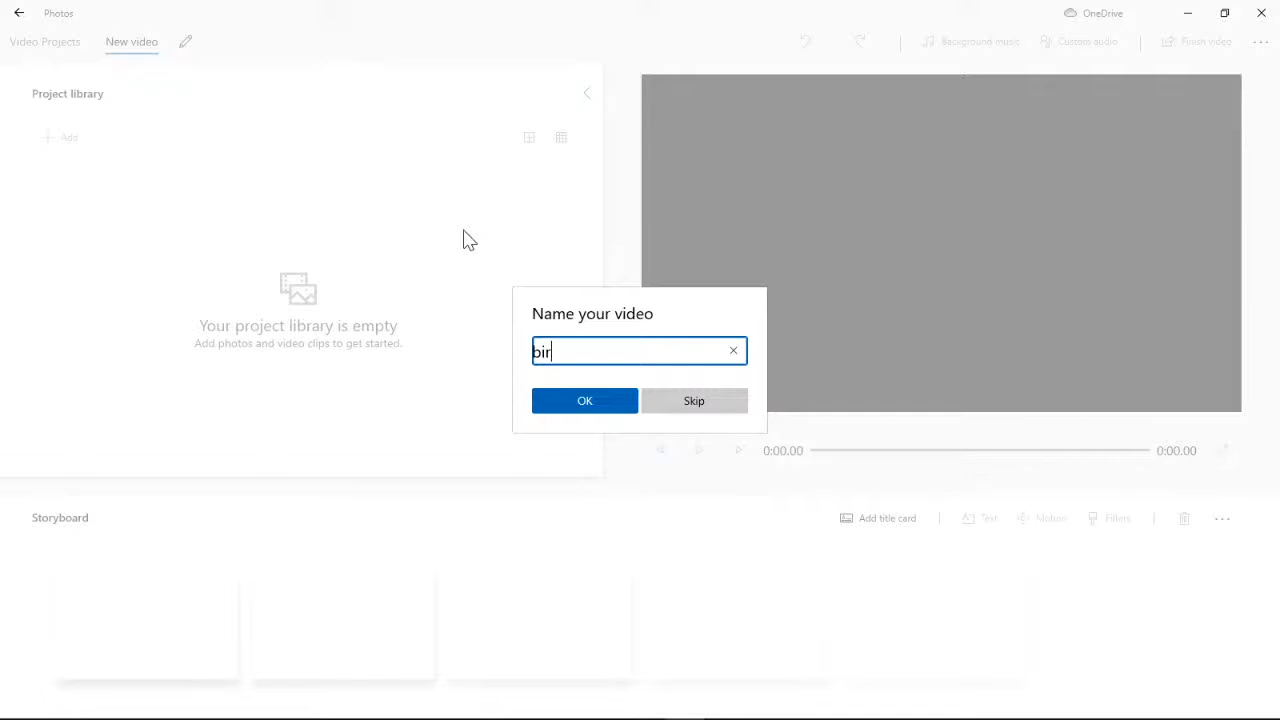 Photos
OneDrive
Video Projects
New video
Background music
Custom audio
Finish video
Project library
Add
Your project library is empty
Add photos and video clips to get started.
Name your video
bir
OK
Skip
0:00.00
0:00.00
Storyboard
Add title card
Text
Motion
Filters